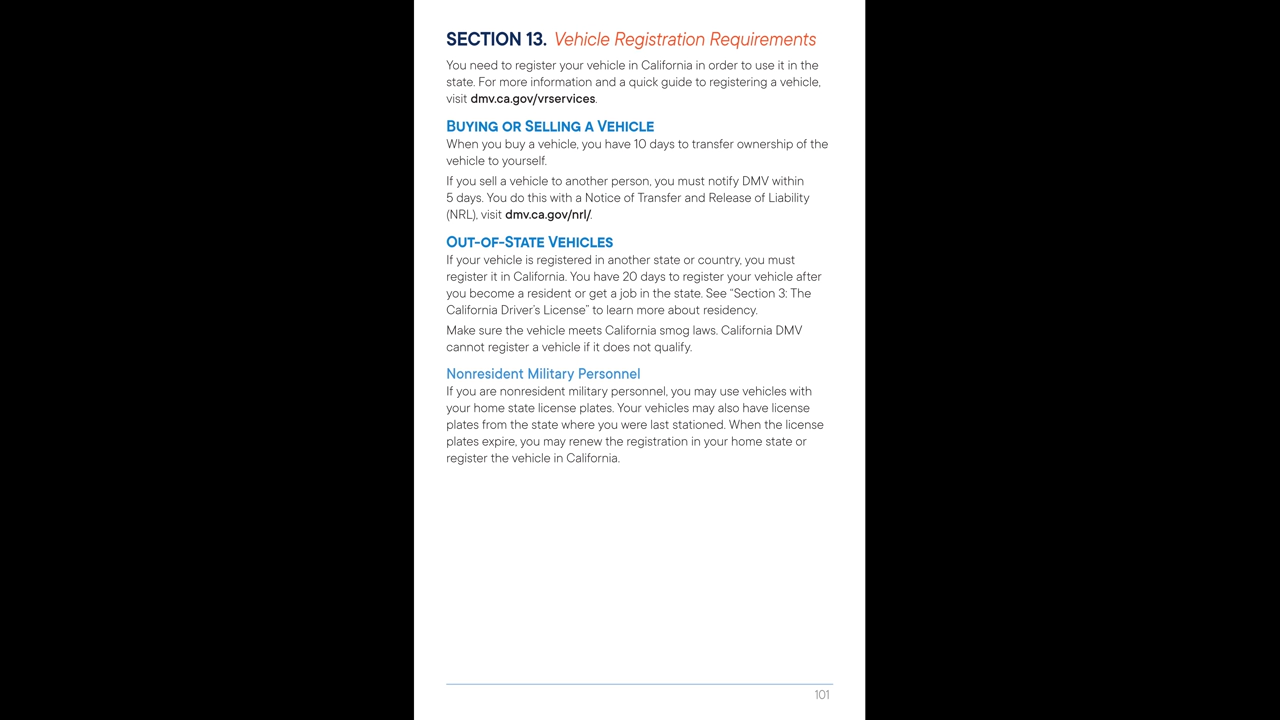 SECTION 13. Vehicle Registration Requirements
You need to register your vehicle in California in order to use it in the
state. For more information and a quick guide to registering a vehicle,
visit dmv.ca.gov/vrservices.
BUYING OR SELLING A VEHICLE
When you buy a vehicle, you have 10 days to transfer ownership of the
vehicle to yourself.
If you sell a vehicle to another person, you must notify DMV within
5 days. You do this with a Notice of Transfer and Release of Liability
(NRL), visit dmv.ca.gov/nrl/.
OUT-OF-STATE VEHICLES
If your vehicle is registered in another state or country, you must
register it in California. You have 20 days to register your vehicle after
you become a resident or get a job in the state. See “Section 3: The
California Driver’s License” to learn more about residency.
Make sure the vehicle meets California smog laws. California DMV
cannot register a vehicle if it does not qualify.
Nonresident Military Personnel
If you are nonresident military personnel, you may use vehicles with
your home state license plates. Your vehicles may also have license
plates from the state where you were last stationed. When the license
plates expire, you may renew the registration in your home state or
register the vehicle in California.
101